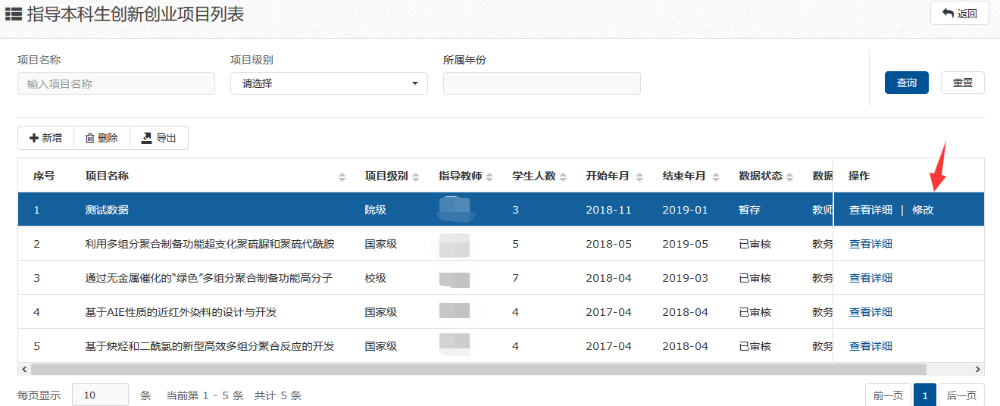 指导本科生创新创业项目列表 返回
项目名称 项目级别 所属年份
输入项目名称 请选择 查询 重置
新增 删除 导出
序号 项目名称 项目级别 指导教师 学生人数 开始年月 结束年月 数据状态 数据 操作
1 测试数据 院级 3 2018-11 2019-01 暂存 教师 查看详细 | 修改
2 利用多组分聚合制备功能超支化聚硫脲和聚硫代酰胺 国家级 5 2018-05 2019-05 已审核 教务 查看详细
3 通过无金属催化的“绿色”多组分聚合制备功能高分子 校级 7 2018-04 2019-03 已审核 教务 查看详细
4 基于AIE性质的近红外染料的设计与开发 国家级 4 2017-04 2018-04 已审核 教务 查看详细
5 基于炔烃和二酰氯的新型高效多组分聚合反应的开发 国家级 4 2017-04 2018-04 已审核 教务 查看详细
每页显示 10 条 当前第 1 - 5 条 共计 5 条 前一页 1 后一页